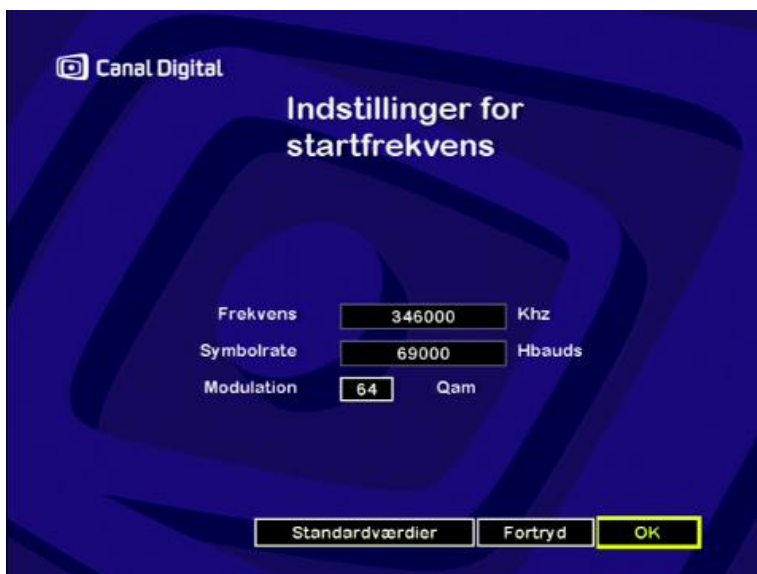 Canal Digital
Indstillinger for
startfrekvens
Frekvens 346000 Khz
Symbolrate 69000 Hbauds
Modulation 64 Qam
Standardværdier Fortryd OK